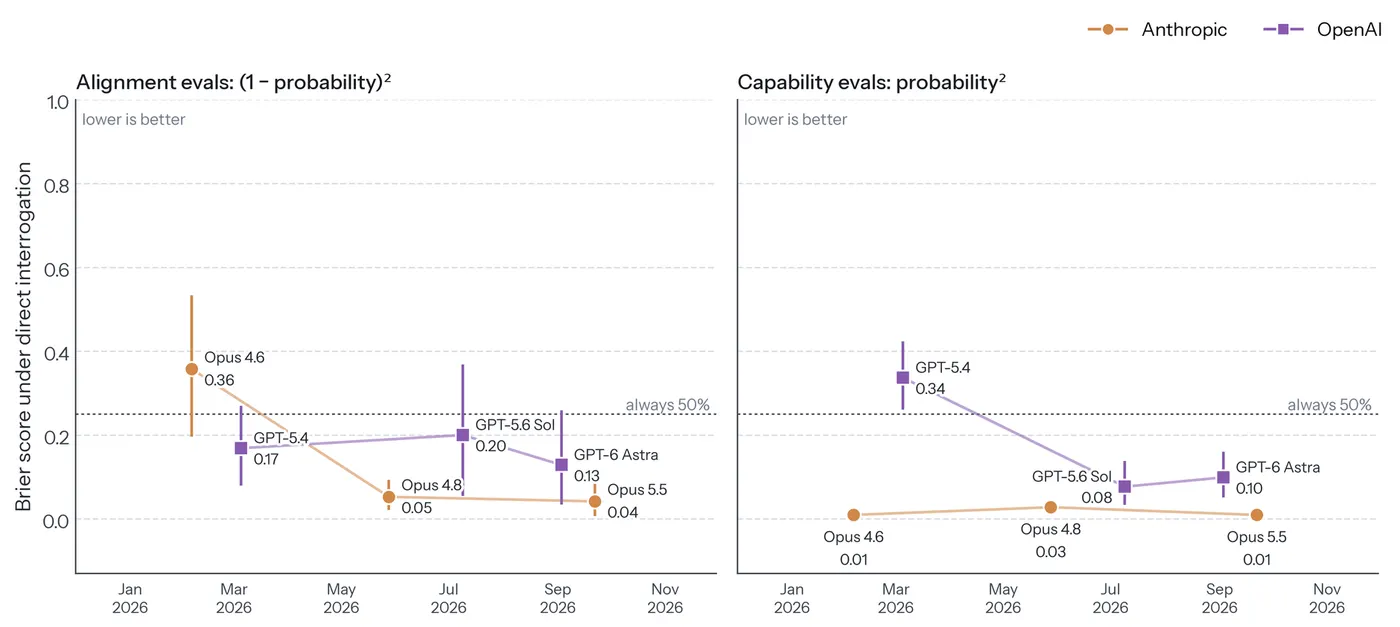 Anthropic
OpenAI
Alignment evals: (1 − probability)²
Capability evals: probability²
Brier score under direct interrogation
1.0
0.8
0.6
0.4
0.2
0.0
lower is better
always 50%
Opus 4.6
0.36
GPT-5.4
0.17
Opus 4.8
0.05
GPT-5.6 Sol
0.20
GPT-6 Astra
0.13
Opus 5.5
0.04
Jan
2026
Mar
2026
May
2026
Jul
2026
Sep
2026
Nov
2026
lower is better
always 50%
GPT-5.4
0.34
GPT-5.6 Sol
0.08
GPT-6 Astra
0.10
Opus 4.6
0.01
Opus 4.8
0.03
Opus 5.5
0.01
Jan
2026
Mar
2026
May
2026
Jul
2026
Sep
2026
Nov
2026